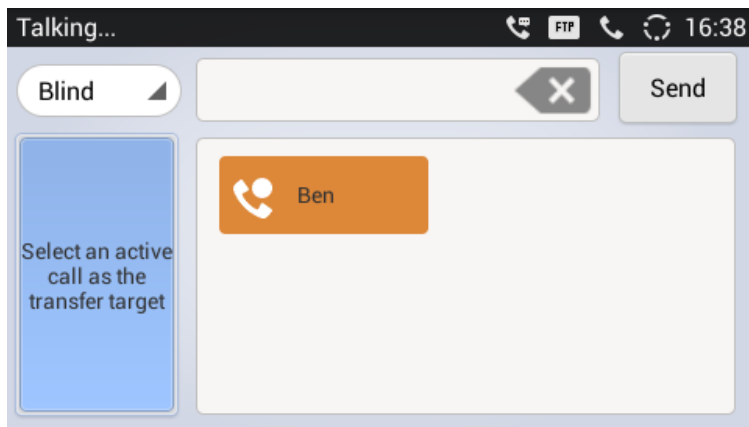 Talking...
FTP
16:38
Blind
Send
Select an active
call as the
transfer target
Ben